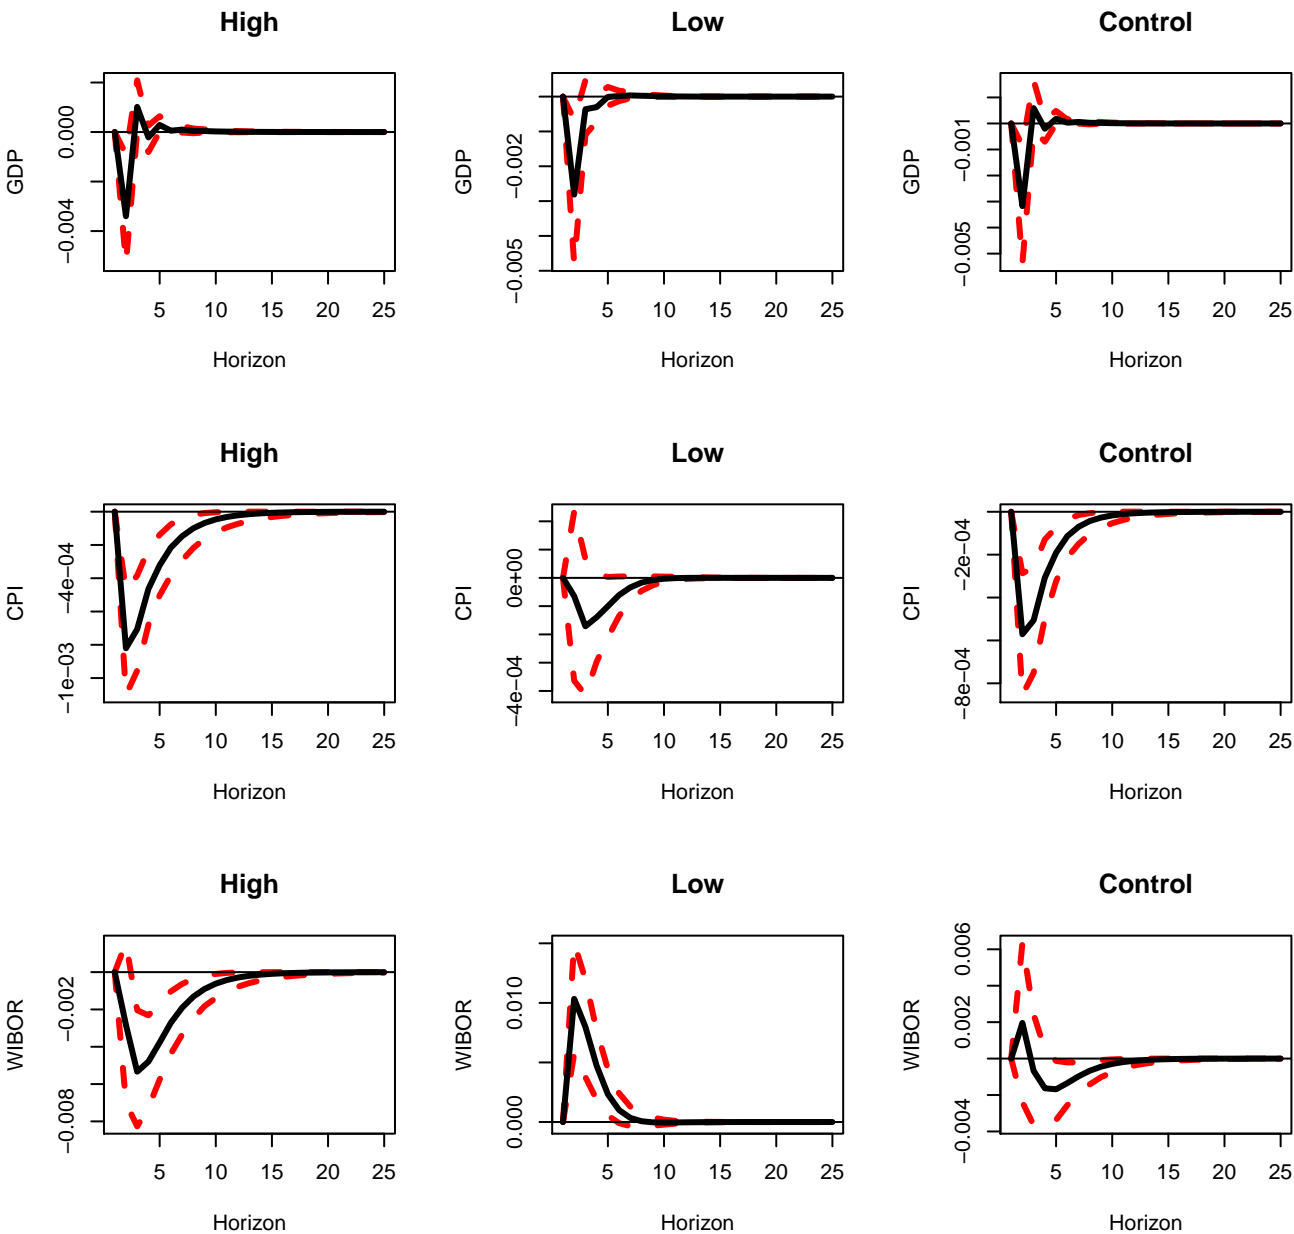 High Low Control
GDP 0.000 −0.004 GDP −0.002 −0.005 GDP −0.001 −0.005
5 10 15 20 25 5 10 15 20 25 5 10 15 20 25
Horizon Horizon Horizon
High Low Control
CPI −4e−04 −1e−03 CPI 0e+00 −4e−04 CPI −2e−04 −8e−04
5 10 15 20 25 5 10 15 20 25 5 10 15 20 25
Horizon Horizon Horizon
High Low Control
WIBOR −0.002 −0.008 WIBOR 0.010 0.000 WIBOR 0.006 0.002 −0.004
5 10 15 20 25 5 10 15 20 25 5 10 15 20 25
Horizon Horizon Horizon